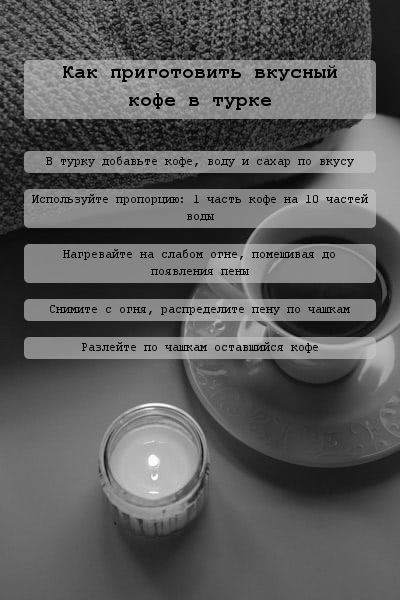 Как приготовить вкусный
кофе в турке
В турку добавьте кофе, воду и сахар по вкусу
Используйте пропорцию: 1 часть кофе на 10 частей
воды
Нагревайте на слабом огне, помешивая до
появления пены
Снимите с огня, распределите пену по чашкам
Разлейте по чашкам оставшийся кофе